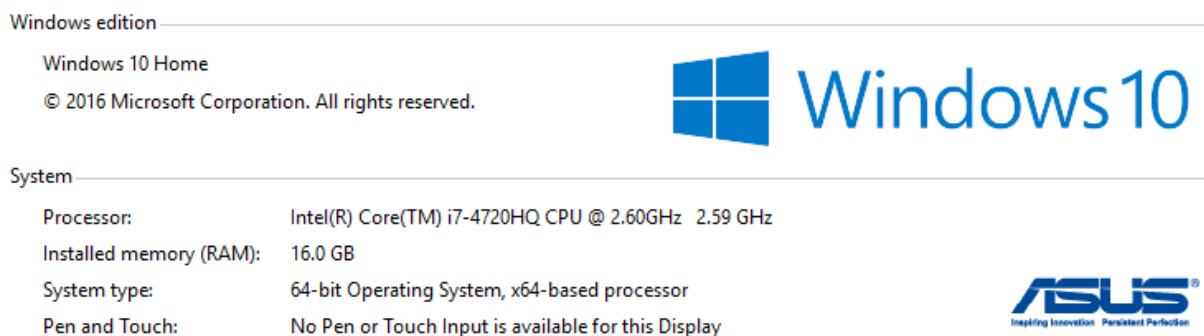 Windows edition
Windows 10 Home
© 2016 Microsoft Corporation. All rights reserved.
Windows 10
System
Processor: Intel(R) Core(TM) i7-4720HQ CPU @ 2.60GHz 2.59 GHz
Installed memory (RAM): 16.0 GB
System type: 64-bit Operating System, x64-based processor
Pen and Touch: No Pen or Touch Input is available for this Display
ASUS®
Inspiring Innovation Persistent Perfection